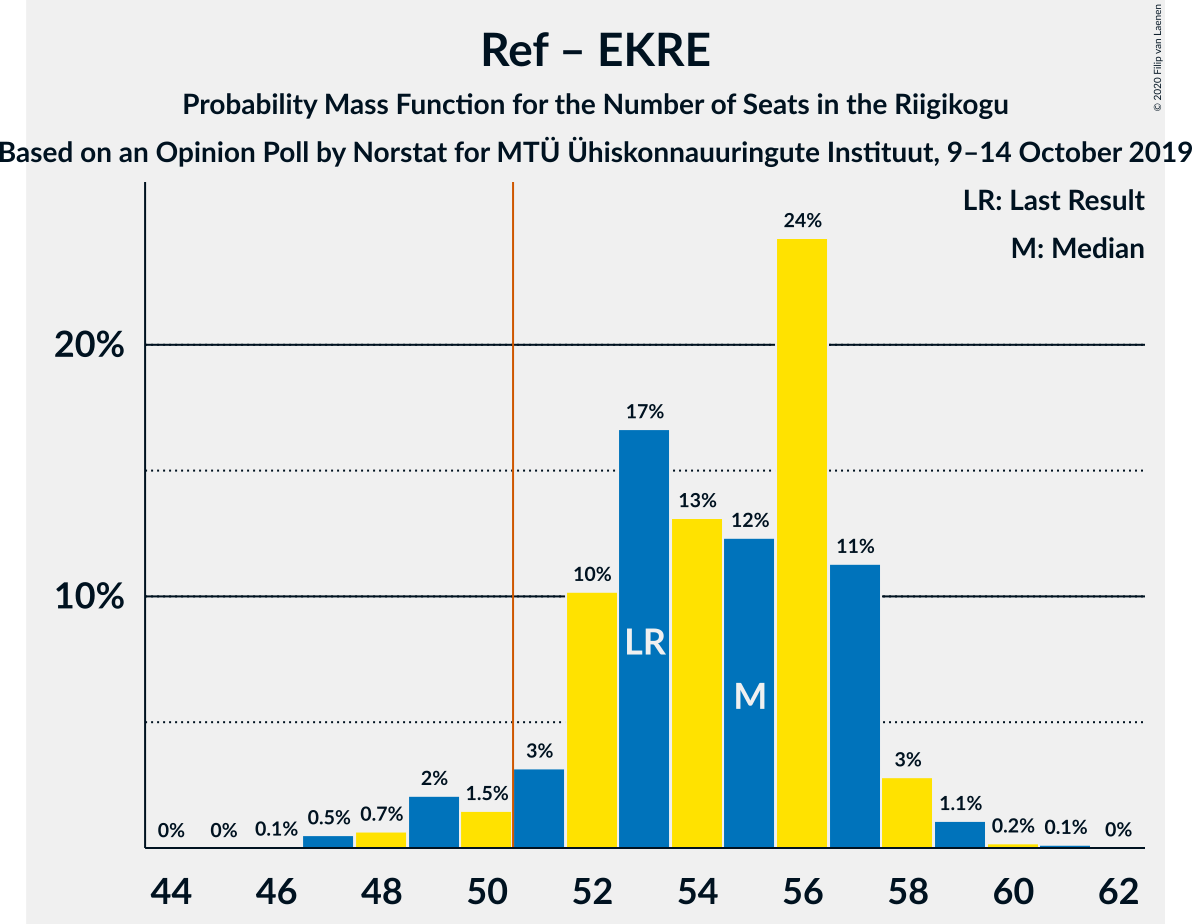 Ref – EKRE
Probability Mass Function for the Number of Seats in the Riigikogu
Based on an Opinion Poll by Norstat for MTÜ Ühiskonnauuringute Instituut, 9–14 October 2019
© 2020 Filip van Laenen
LR: Last Result
M: Median
24%
20%
17%
13%
12%
11%
10%
10%
LR
M
3%
3%
2%
1.5%
1.1%
0.7%
0.5%
0.2%
0.1%
0.1%
0%
0%
0%
44 46 48 50 52 54 56 58 60 62